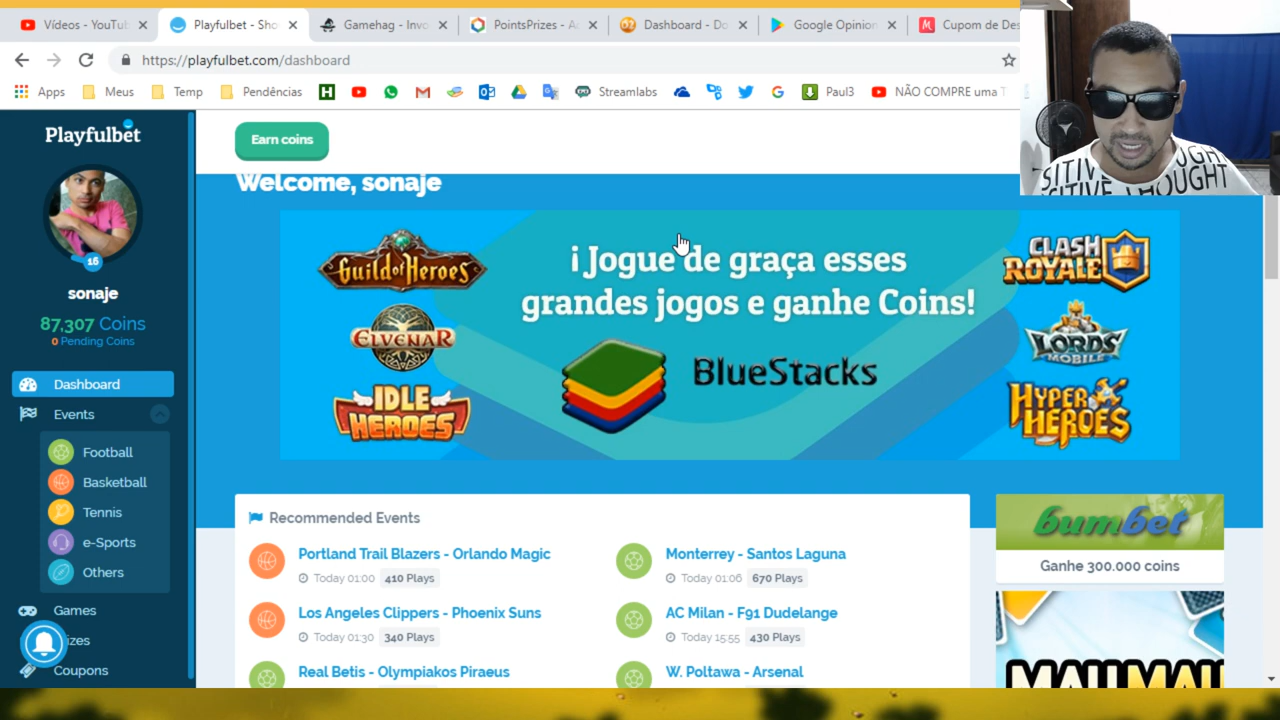 Vídeos - YouTub
Playfulbet - Sho
Gamehag - Invo
PointsPrizes - A
Dashboard - Do
Google Opinion
Cupom de Des
https://playfulbet.com/dashboard
Apps
Meus
Temp
Pendências
H
Streamlabs
G
Paul3
NÃO COMPRE uma T
Playfulbet
Earn coins
Welcome, sonaje
16
sonaje
87,307 Coins
0 Pending Coins
Dashboard
Events
Football
Basketball
Tennis
e-Sports
Others
Games
izes
Coupons
Guild of Heroes
ELVENAR
IDLE
HEROES
¡Jogue de graça esses
grandes jogos e ganhe Coins!
BlueStacks
CLASH
ROYALE
LORDS
MOBILE
HYPER
HEROES
Recommended Events
Portland Trail Blazers - Orlando Magic
Today 01:00 410 Plays
Monterrey - Santos Laguna
Today 01:06 670 Plays
Los Angeles Clippers - Phoenix Suns
Today 01:30 340 Plays
AC Milan - F91 Dudelange
Today 15:55 430 Plays
Real Betis - Olympiakos Piraeus
W. Poltawa - Arsenal
bumbet
Ganhe 300.000 coins
MAUMAU
SITIV
OUGH
SITIVE THOUGHT